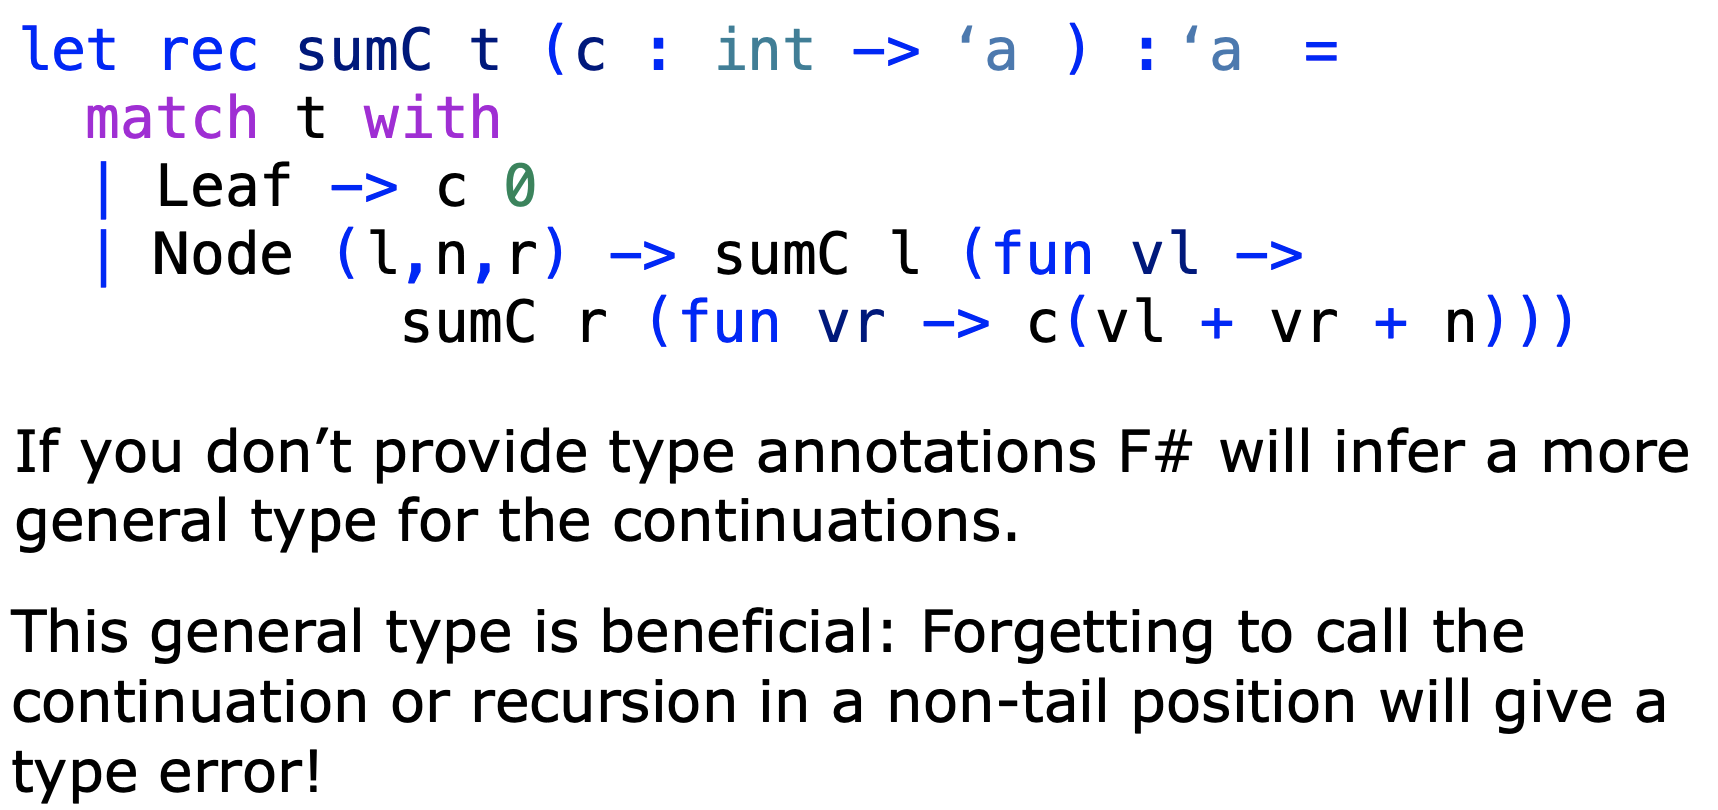 let rec sumC t (c : int -> ‘a ) :‘a =
match t with
| Leaf -> c 0
| Node (l,n,r) -> sumC l (fun vl ->
sumC r (fun vr -> c(vl + vr + n)))
If you don’t provide type annotations F# will infer a more
general type for the continuations.
This general type is beneficial: Forgetting to call the
continuation or recursion in a non-tail position will give a
type error!